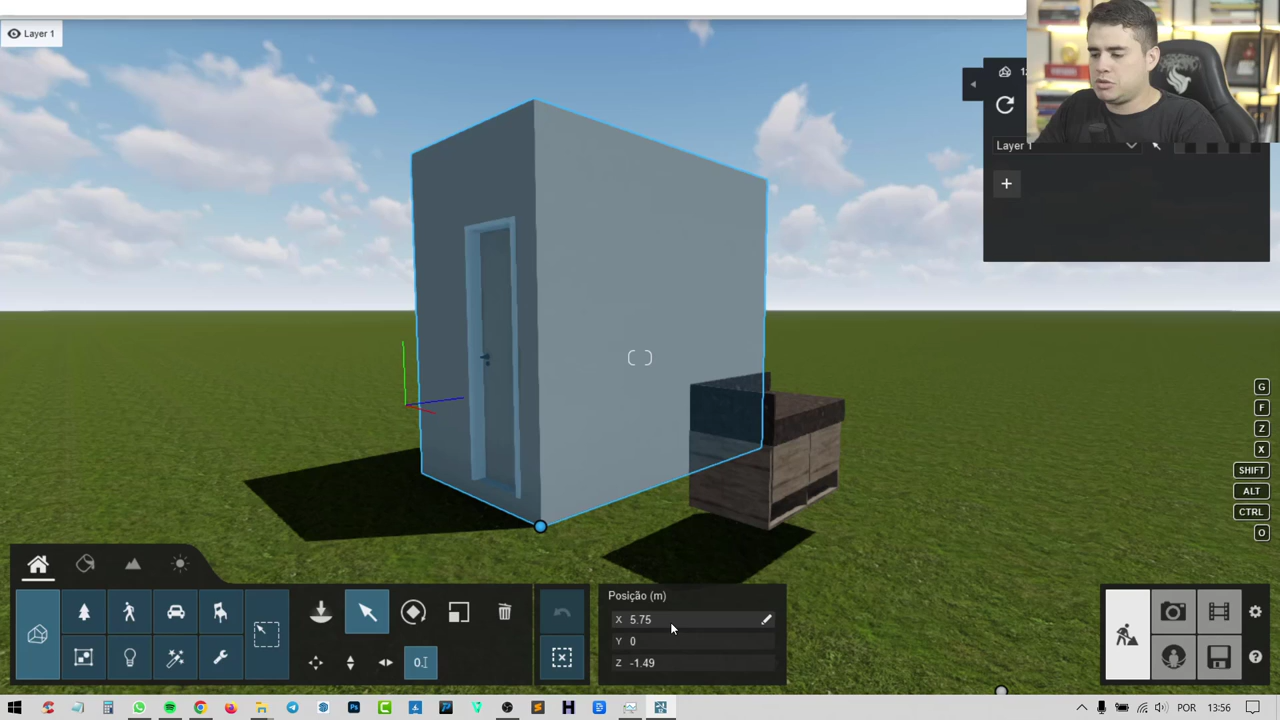 Layer 1
Layer 1
G
F
Z
X
SHIFT
ALT
CTRL
O
Posição (m)
X 5.75
Y 0
Z -1.49
POR 13:56